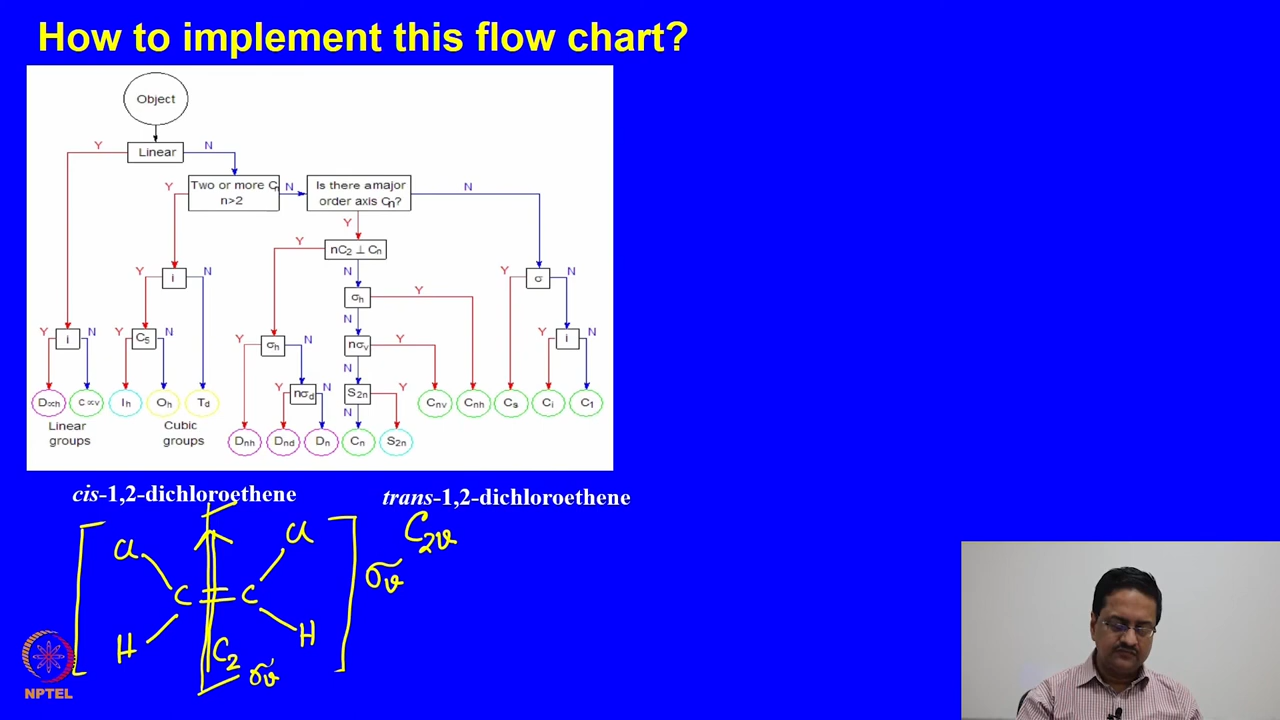 How to implement this flow chart?
Object
Y N
Linear
Two or more Cn n>2
Y N
Is there a major order axis Cn?
N
Y
Y nC2 ⊥ Cn
N
Y i N
Y σ N
σh Y
N
Y i N
Y C5 N
Y σh N
nσv Y
Y i N
N
Y nσd N
S2n Y
N
D∝h C∝v Ih Oh Td Cnv Cnh Cs Ci C1
Linear groups
Cubic groups
Dnh Dnd Dn Cn S2n
cis-1,2-dichloroethene
trans-1,2-dichloroethene
Cl Cl
C2v
σv
C = C
H H
C2
σv
NPTEL